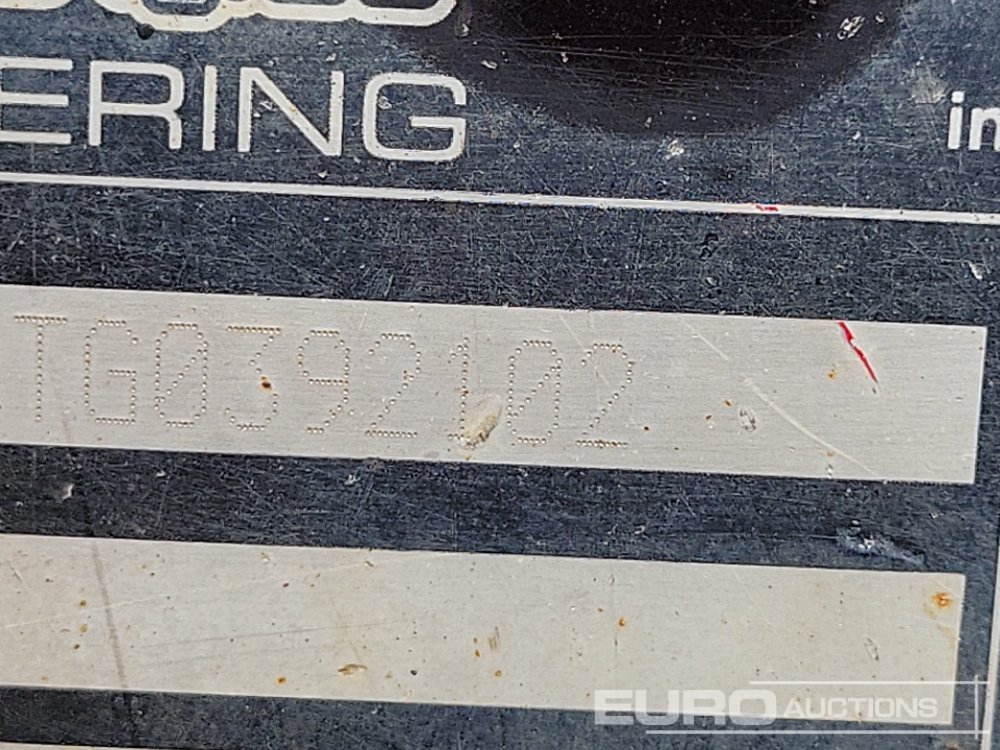 ERING
in
TG0392102
EURO AUCTIONS